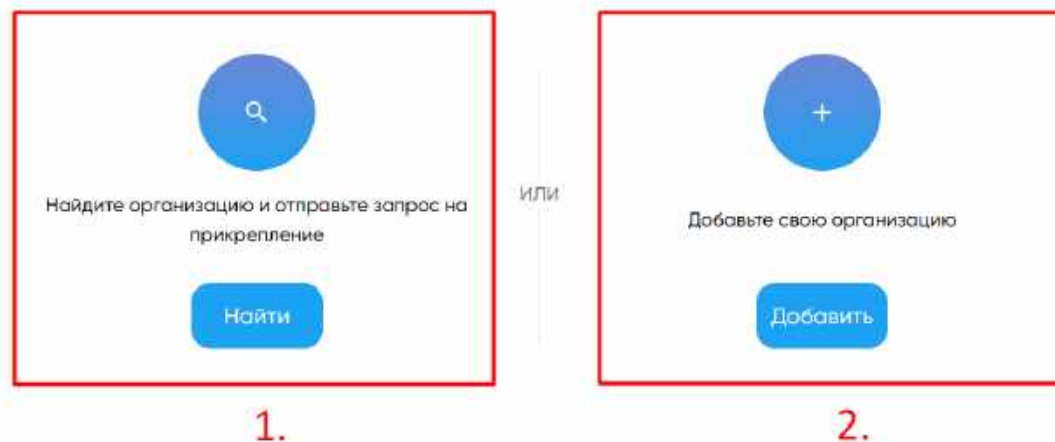 Найдите организацию и отправьте запрос на
прикрепление
Найти
или
Добавьте свою организацию
Добавить
1.
2.